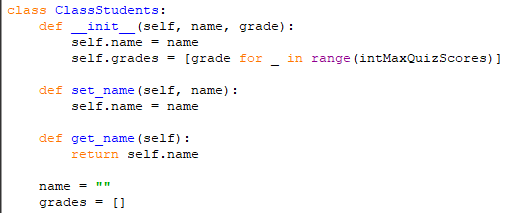 class ClassStudents:
    def __init__(self, name, grade):
        self.name = name
        self.grades = [grade for _ in range(intMaxQuizScores)]

    def set_name(self, name):
        self.name = name

    def get_name(self):
        return self.name

    name = ""
    grades = []